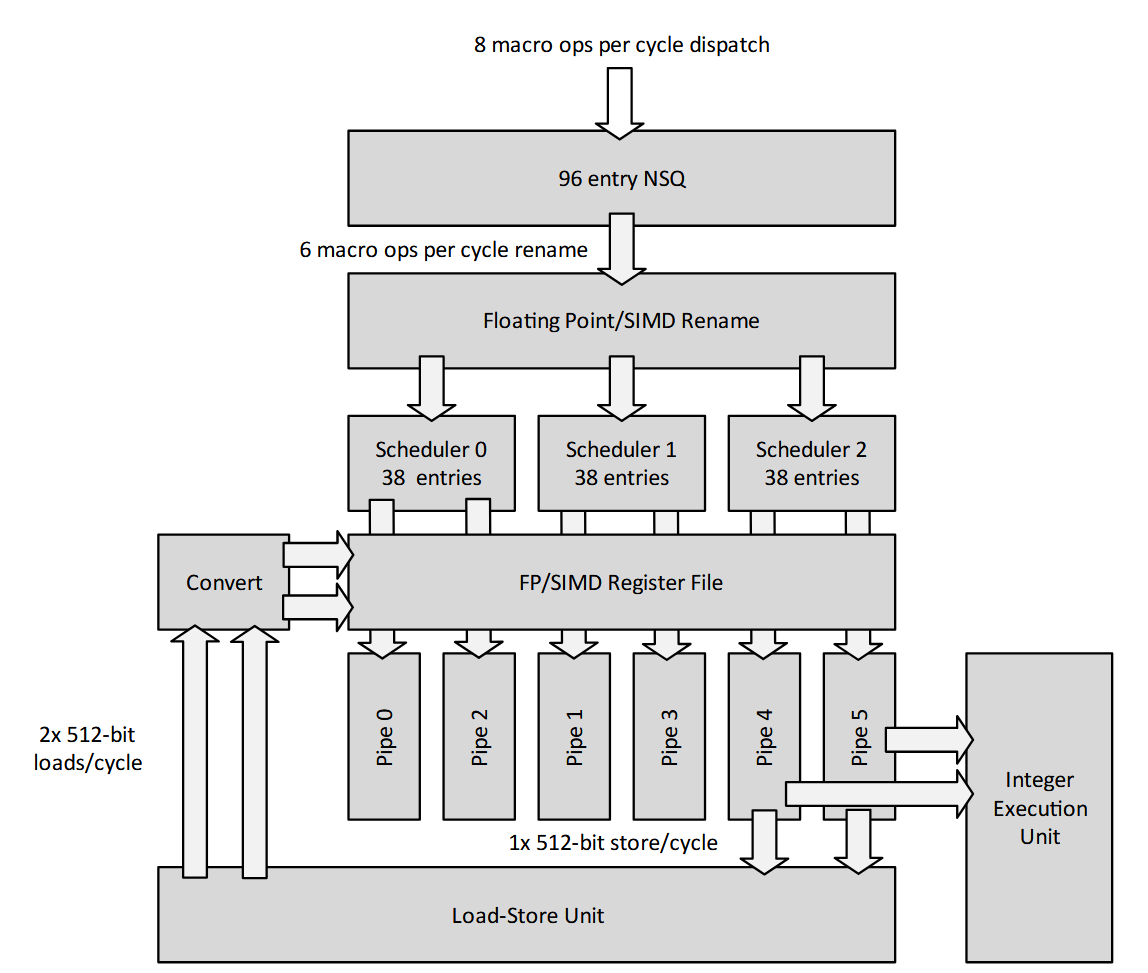 8 macro ops per cycle dispatch
96 entry NSQ
6 macro ops per cycle rename
Floating Point/SIMD Rename
Scheduler 0
38 entries
Scheduler 1
38 entries
Scheduler 2
38 entries
Convert
FP/SIMD Register File
Pipe 0
Pipe 2
Pipe 1
Pipe 3
Pipe 4
Pipe 5
2x 512-bit
loads/cycle
Integer
Execution
Unit
1x 512-bit store/cycle
Load-Store Unit